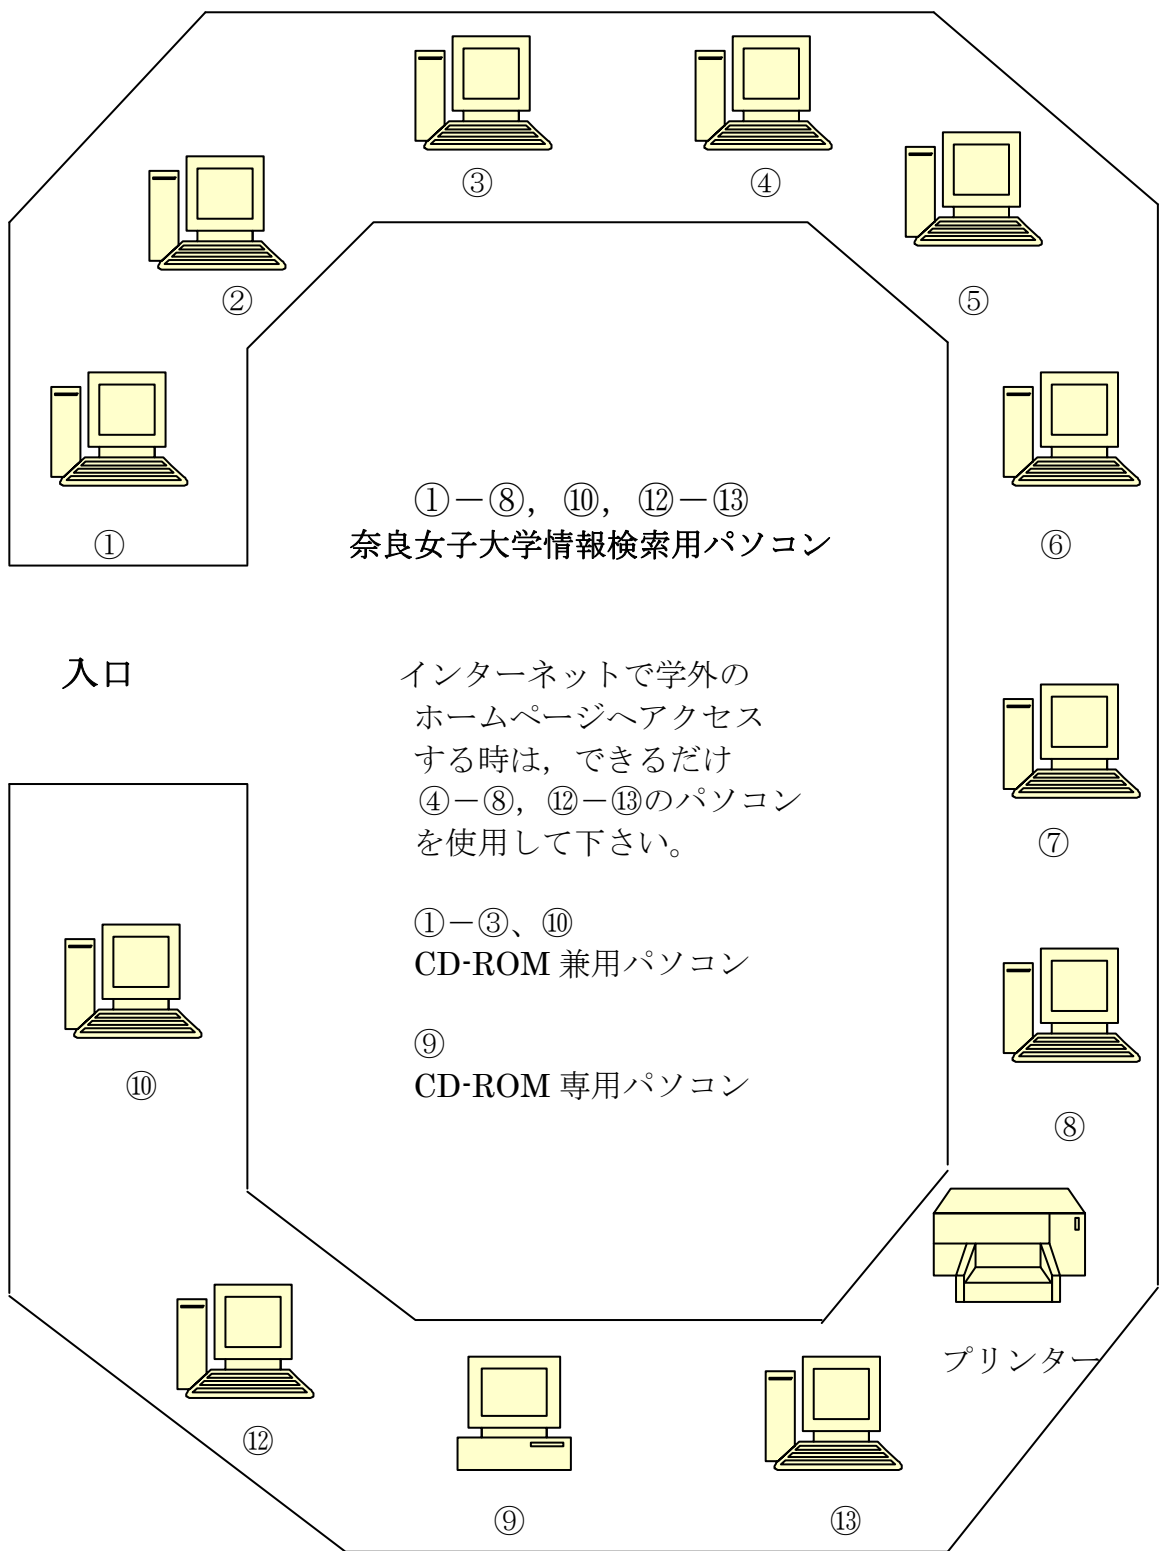 ③
④
②
⑤
①
⑥
①－⑧，⑩，⑫－⑬
奈良女子大学情報検索用パソコン
入口
インターネットで学外の
ホームページへアクセス
する時は，できるだけ
④－⑧，⑫－⑬のパソコン
を使用して下さい。
⑦
①－③、⑩
CD-ROM 兼用パソコン
⑨
CD-ROM 専用パソコン
⑩
⑧
プリンター
⑫
⑨
⑬